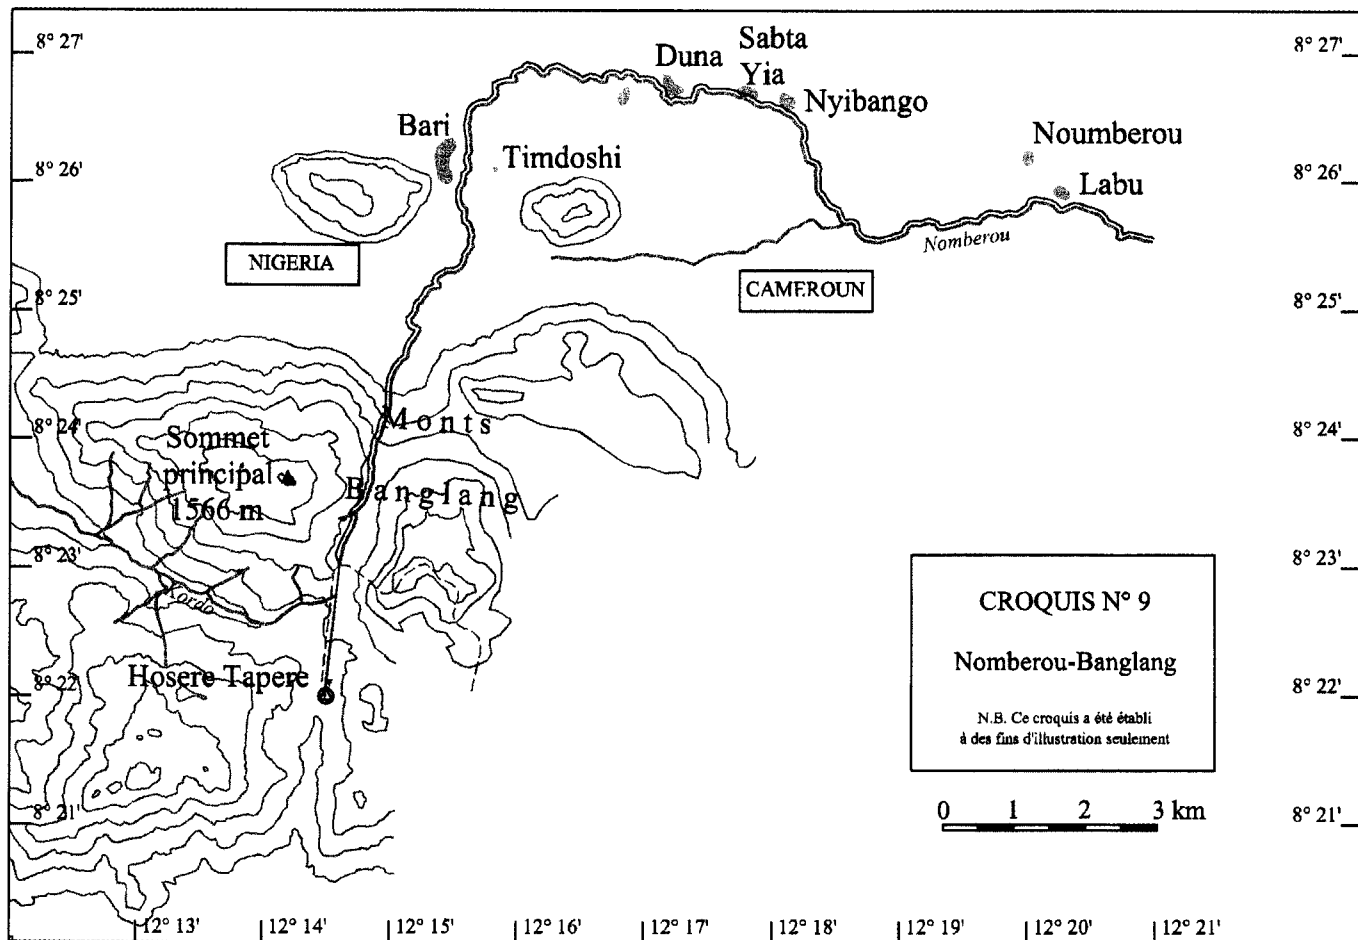 8° 27'
Duna
Sabta
Yia
Nyibango
8° 27'
Bari
Timdoshi
Noumberou
Labu
8° 26'
8° 26'
Nomberou
NIGERIA
CAMEROUN
8° 25'
8° 25'
Monts
8° 24'
8° 24'
Sommet
principal
1566 m
Banglang
8° 23'
8° 23'
Kordo
CROQUIS N° 9
Nomberou-Banglang
N.B. Ce croquis a été établi
à des fins d'illustration seulement
Hosere Tapere
8° 22'
8° 22'
8° 21'
8° 21'
0 1 2 3 km
12° 13' 12° 14' 12° 15' 12° 16' 12° 17' 12° 18' 12° 19' 12° 20' 12° 21'